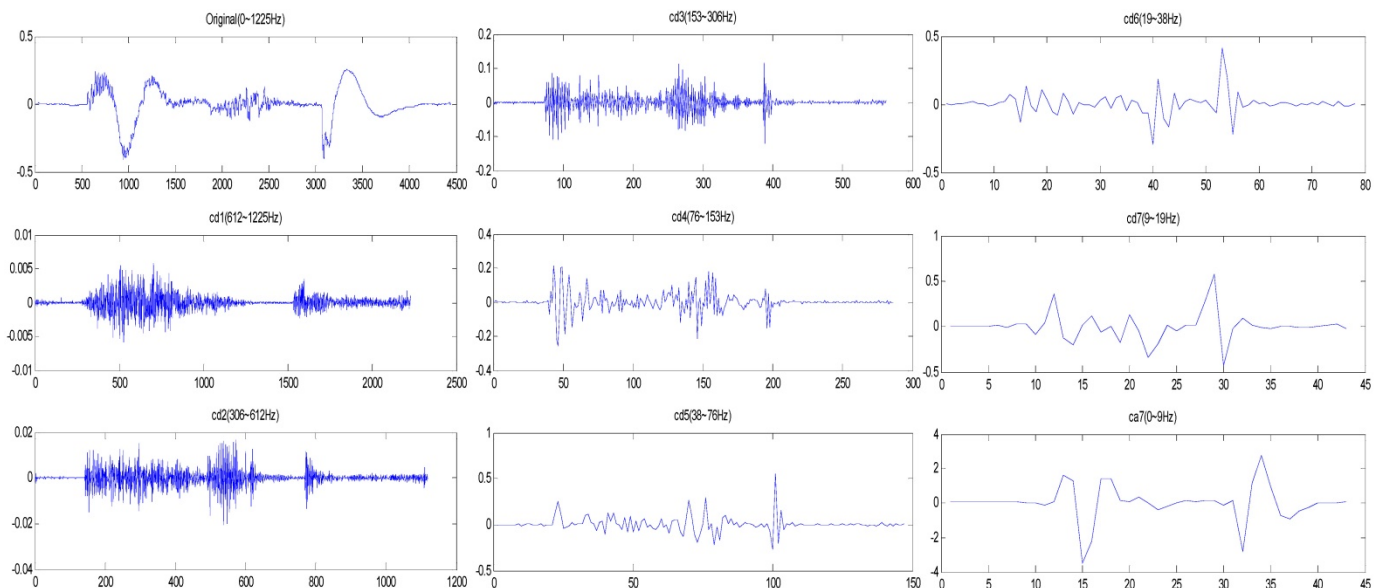 Original(0~1225Hz)
0.5
0
-0.5
0 500 1000 1500 2000 2500 3000 3500 4000 4500
cd1(612~1225Hz)
0.01
0.005
0
-0.005
-0.01
0 500 1000 1500 2000 2500
cd2(306~612Hz)
0.02
0
-0.02
-0.04
0 200 400 600 800 1000 1200
cd3(153~306Hz)
0.2
0.1
0
-0.1
0.2
0 100 200 300 400 500 600
cd4(76~153Hz)
0.4
0.2
0
-0.2
0.4
0 50 100 150 200 250 300
cd5(38~76Hz)
1
0.5
0
-0.5
0 50 100 150
cd6(19~38Hz)
0.5
0
-0.5
0 10 20 30 40 50 60 70 80
cd7(9~19Hz)
1
0.5
0
-0.5
0 5 10 15 20 25 30 35 40 45
ca7(0~9Hz)
4
2
0
-2
-4
0 5 10 15 20 25 30 35 40 45